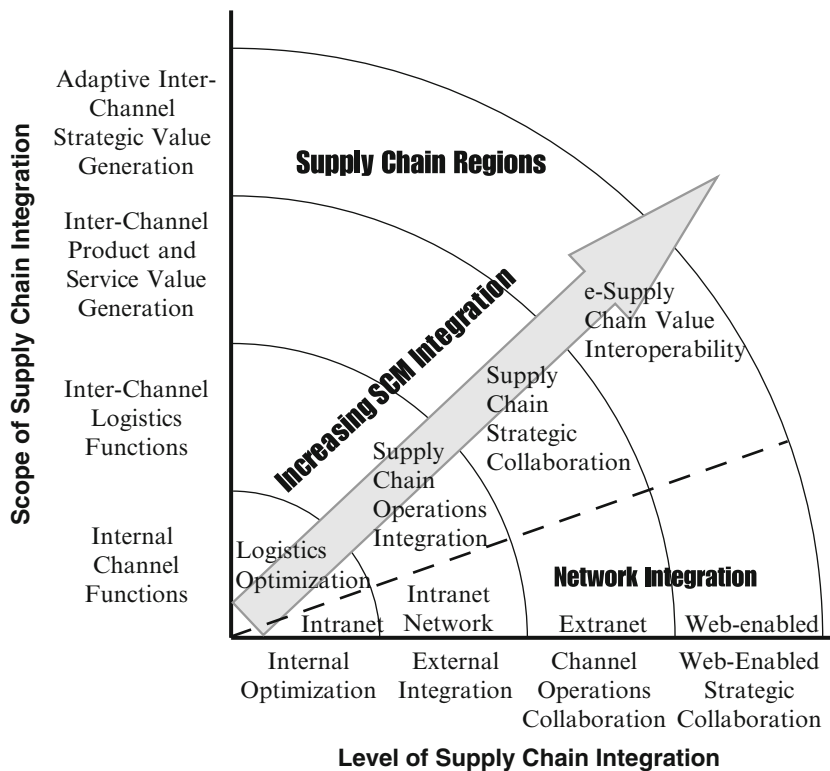 Scope of Supply Chain Integration
Adaptive Inter-
Channel
Strategic Value
Generation
Inter-Channel
Product and
Service Value
Generation
Inter-Channel
Logistics
Functions
Internal
Channel
Functions
Supply Chain Regions
Increasing SCM Integration
e-Supply
Chain Value
Interoperability
Supply
Chain
Strategic
Collaboration
Supply
Chain
Operations
Integration
Logistics
Optimization
Network Integration
Intranet
Intranet
Network
Extranet
Web-enabled
Internal
Optimization
External
Integration
Channel
Operations
Collaboration
Web-Enabled
Strategic
Collaboration
Level of Supply Chain Integration